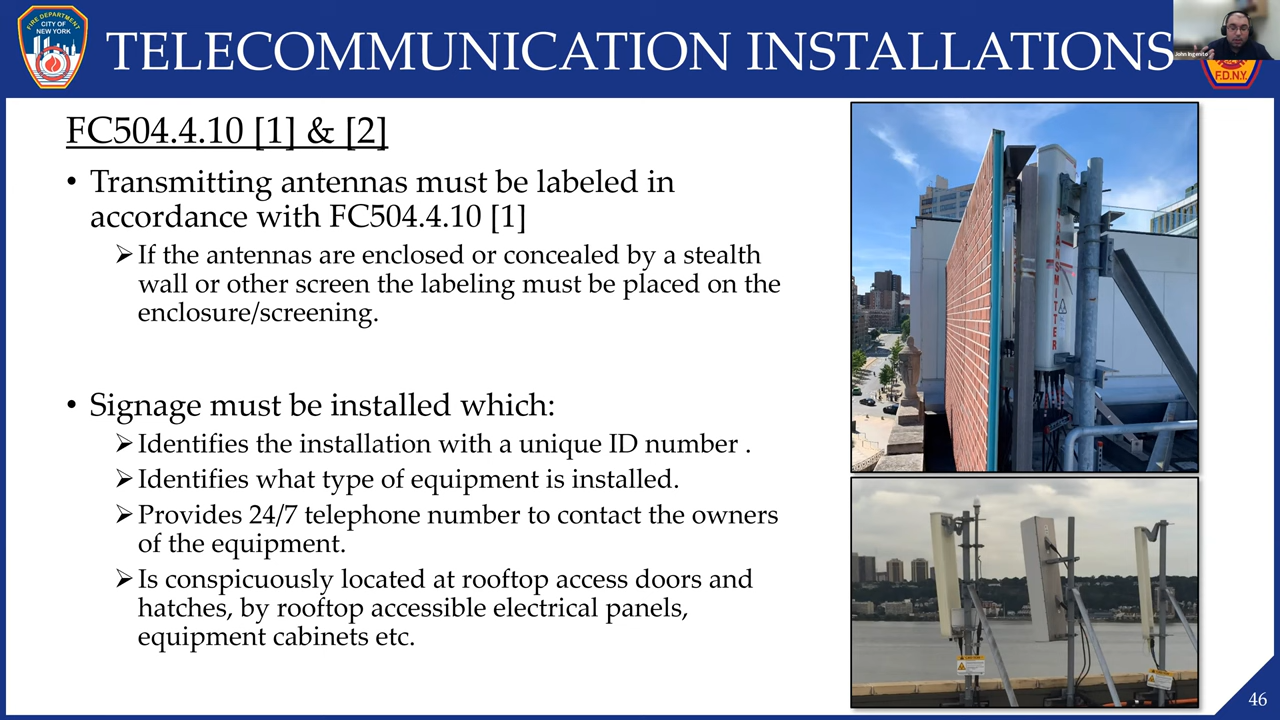 FIRE DEPARTMENT
CITY OF
NEW YORK
TELECOMMUNICATION INSTALLATIONS
John Ingenito
F.D.N.Y.
FC504.4.10 [1] & [2]
• Transmitting antennas must be labeled in
accordance with FC504.4.10 [1]
➢ If the antennas are enclosed or concealed by a stealth
wall or other screen the labeling must be placed on the
enclosure/screening.
• Signage must be installed which:
➢ Identifies the installation with a unique ID number .
➢ Identifies what type of equipment is installed.
➢ Provides 24/7 telephone number to contact the owners
of the equipment.
➢ Is conspicuously located at rooftop access doors and
hatches, by rooftop accessible electrical panels,
equipment cabinets etc.
TRANSMITTER
46